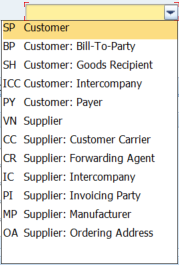 SP Customer
BP Customer: Bill-To-Party
SH Customer: Goods Recipient
ICC Customer: Intercompany
PY Customer: Payer
VN Supplier
CC Supplier: Customer Carrier
CR Supplier: Forwarding Agent
IC Supplier: Intercompany
PI Supplier: Invoicing Party
MP Supplier: Manufacturer
OA Supplier: Ordering Address